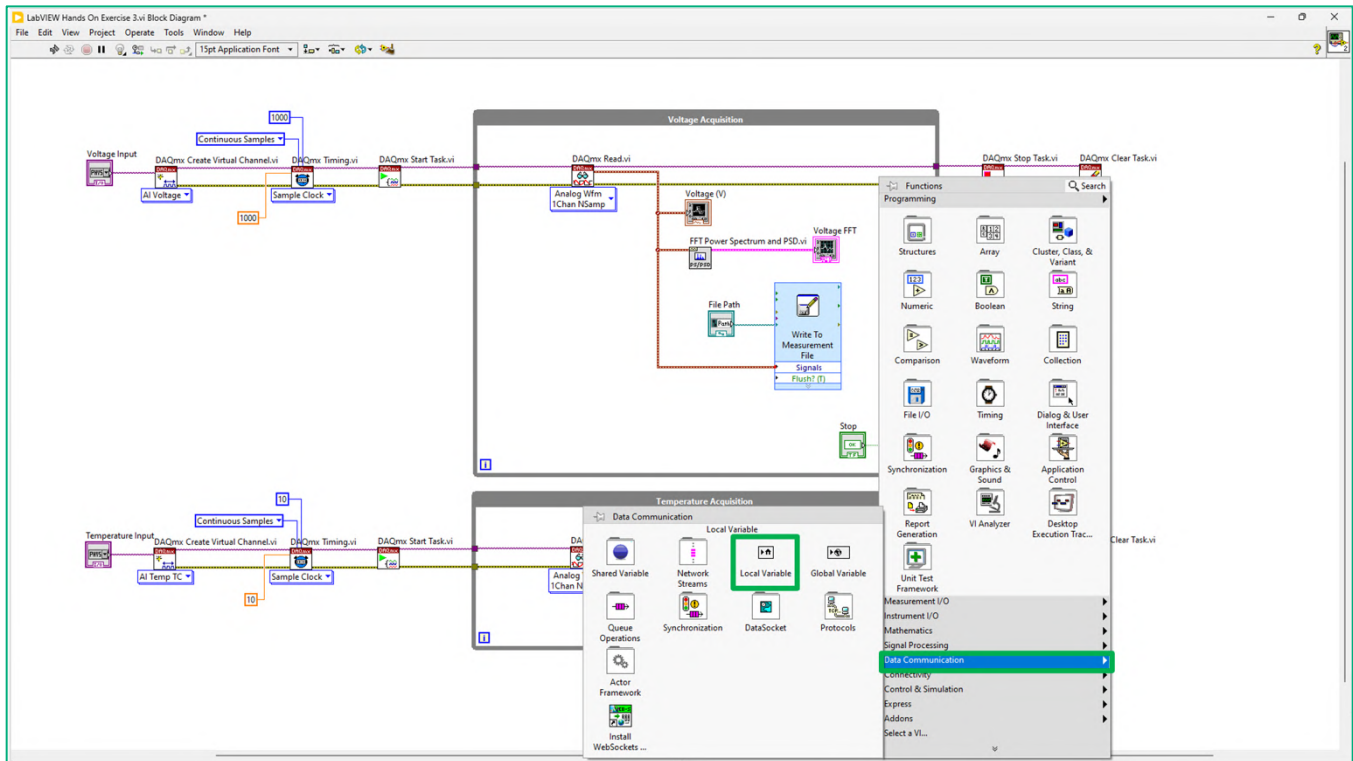 LabVIEW Hands On Exercise 3.vi Block Diagram *
File Edit View Project Operate Tools Window Help
15pt Application Font
2
Voltage Acquisition
1000
Continuous Samples
Voltage Input
DAQmx Create Virtual Channel.vi
DAQmx Timing.vi
DAQmx Start Task.vi
DAQmx Read.vi
DAQmx Stop Task.vi
DAQmx Clear Task.vi
AI Voltage
Sample Clock
1000
Analog Wfm
1Chan NSamp
Voltage (V)
FFT Power Spectrum and PSD.vi
Voltage FFT
File Path
Path
Write To
Measurement
File
Signals
Flush? (T)
Stop
OK
i
Temperature Acquisition
10
Continuous Samples
Temperature Input
DAQmx Create Virtual Channel.vi
DAQmx Timing.vi
DAQmx Start Task.vi
DA
Clear Task.vi
AI Temp TC
Sample Clock
10
Analog
1Chan N
i
Data Communication
Local Variable
Shared Variable
Network
Streams
Local Variable
Global Variable
Queue
Operations
Synchronization
DataSocket
Protocols
Actor
Framework
Install
WebSockets ...
Functions
Search
Programming
Structures
Array
Cluster, Class, &
Variant
Numeric
Boolean
String
Comparison
Waveform
Collection
File I/O
Timing
Dialog & User
Interface
Synchronization
Graphics &
Sound
Application
Control
Report
Generation
VI Analyzer
Desktop
Execution Trac...
Unit Test
Framework
Measurement I/O
Instrument I/O
Mathematics
Signal Processing
Data Communication
Connectivity
Control & Simulation
Express
Addons
Select a VI...